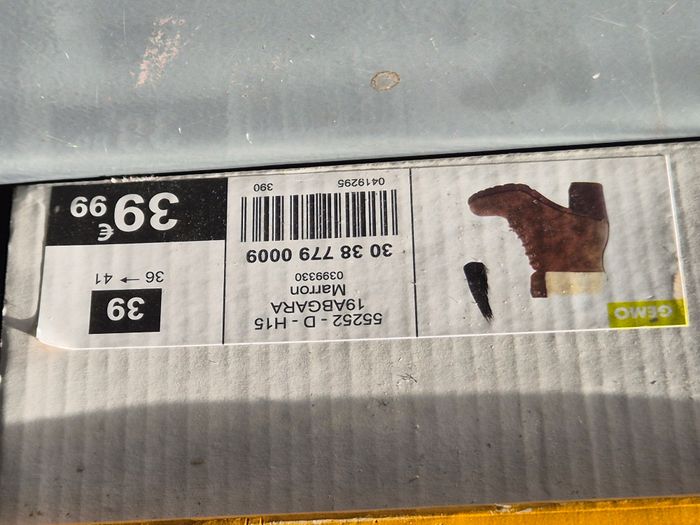 GEMO
55252 - D - H15
19ABGARA
Marron
0399330
30 38 779 0009
0419295
390
39
36 → 41
39€99